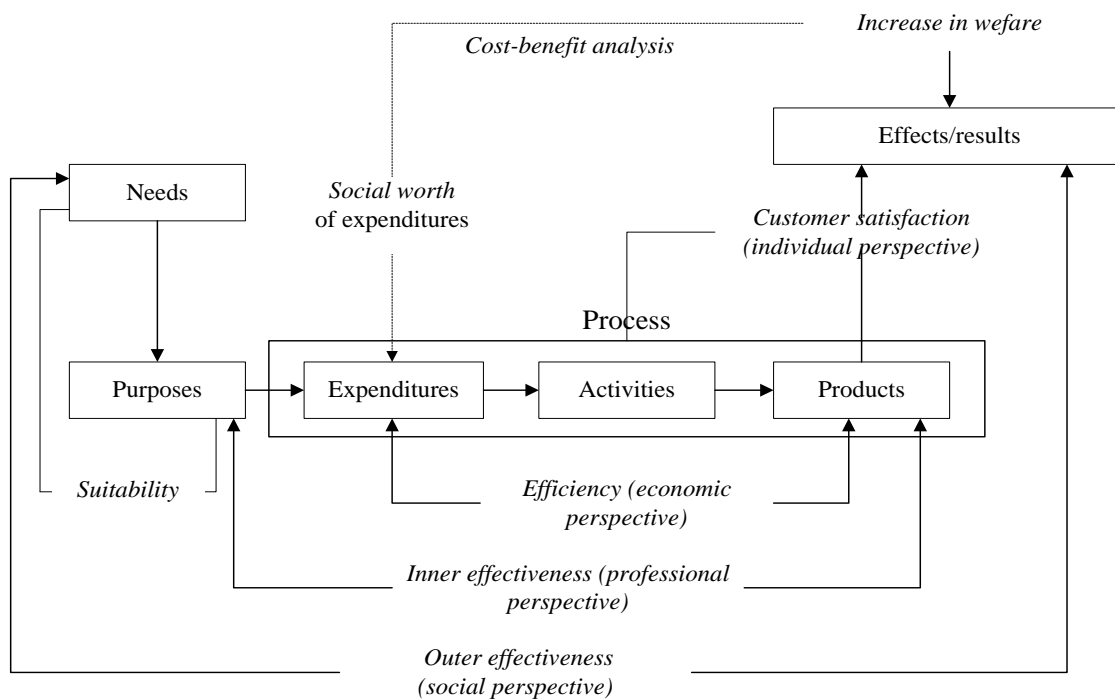 Increase in wefare
Cost-benefit analysis
Effects/results
Needs
Social worth
of expenditures
Customer satisfaction
(individual perspective)
Process
Purposes
Expenditures
Activities
Products
Suitability
Efficiency (economic
perspective)
Inner effectiveness (professional
perspective)
Outer effectiveness
(social perspective)